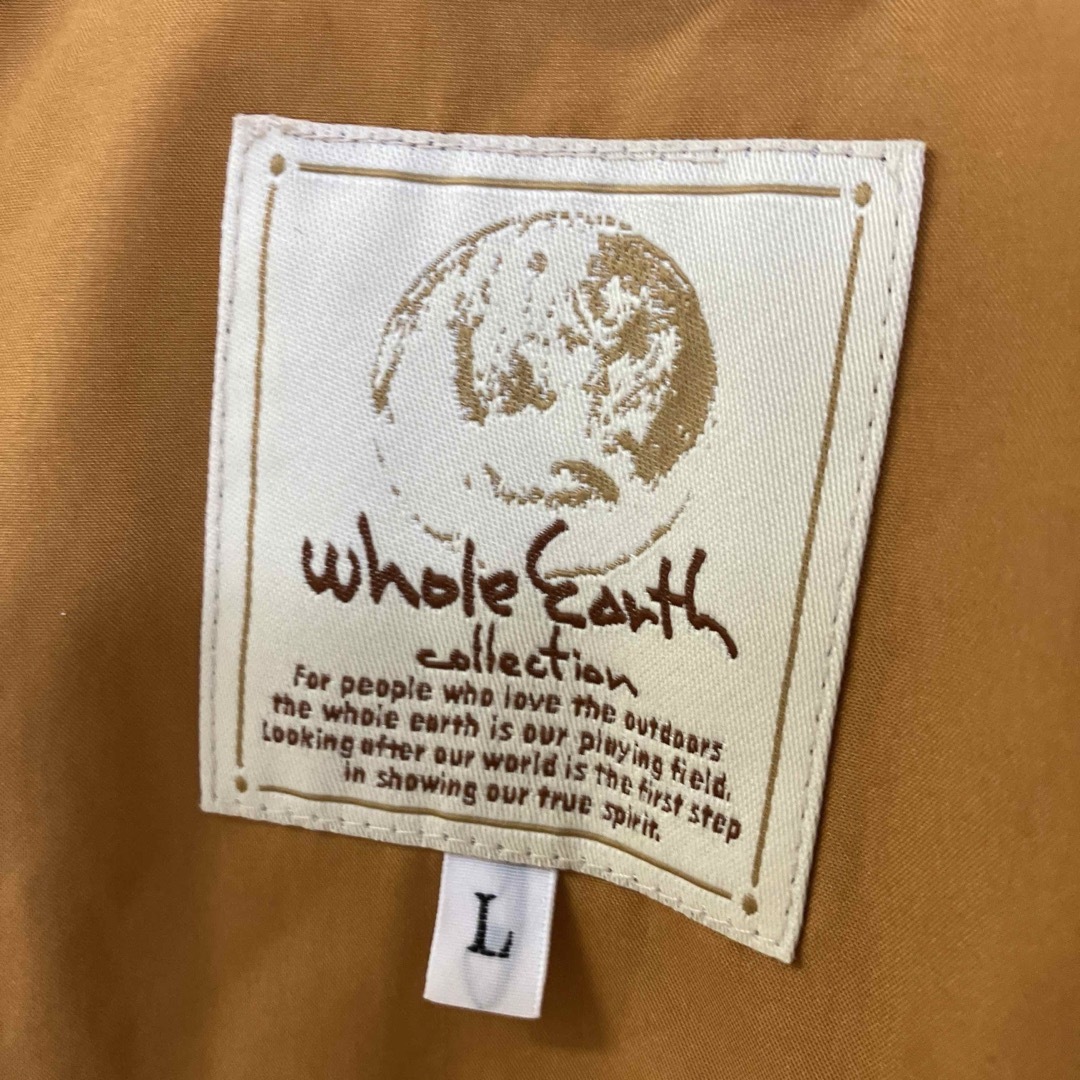 Whole Earth
collection
For people who love the outdoors
the whole earth is our playing field.
Looking after our world is the first step
in showing our true spirit.
L